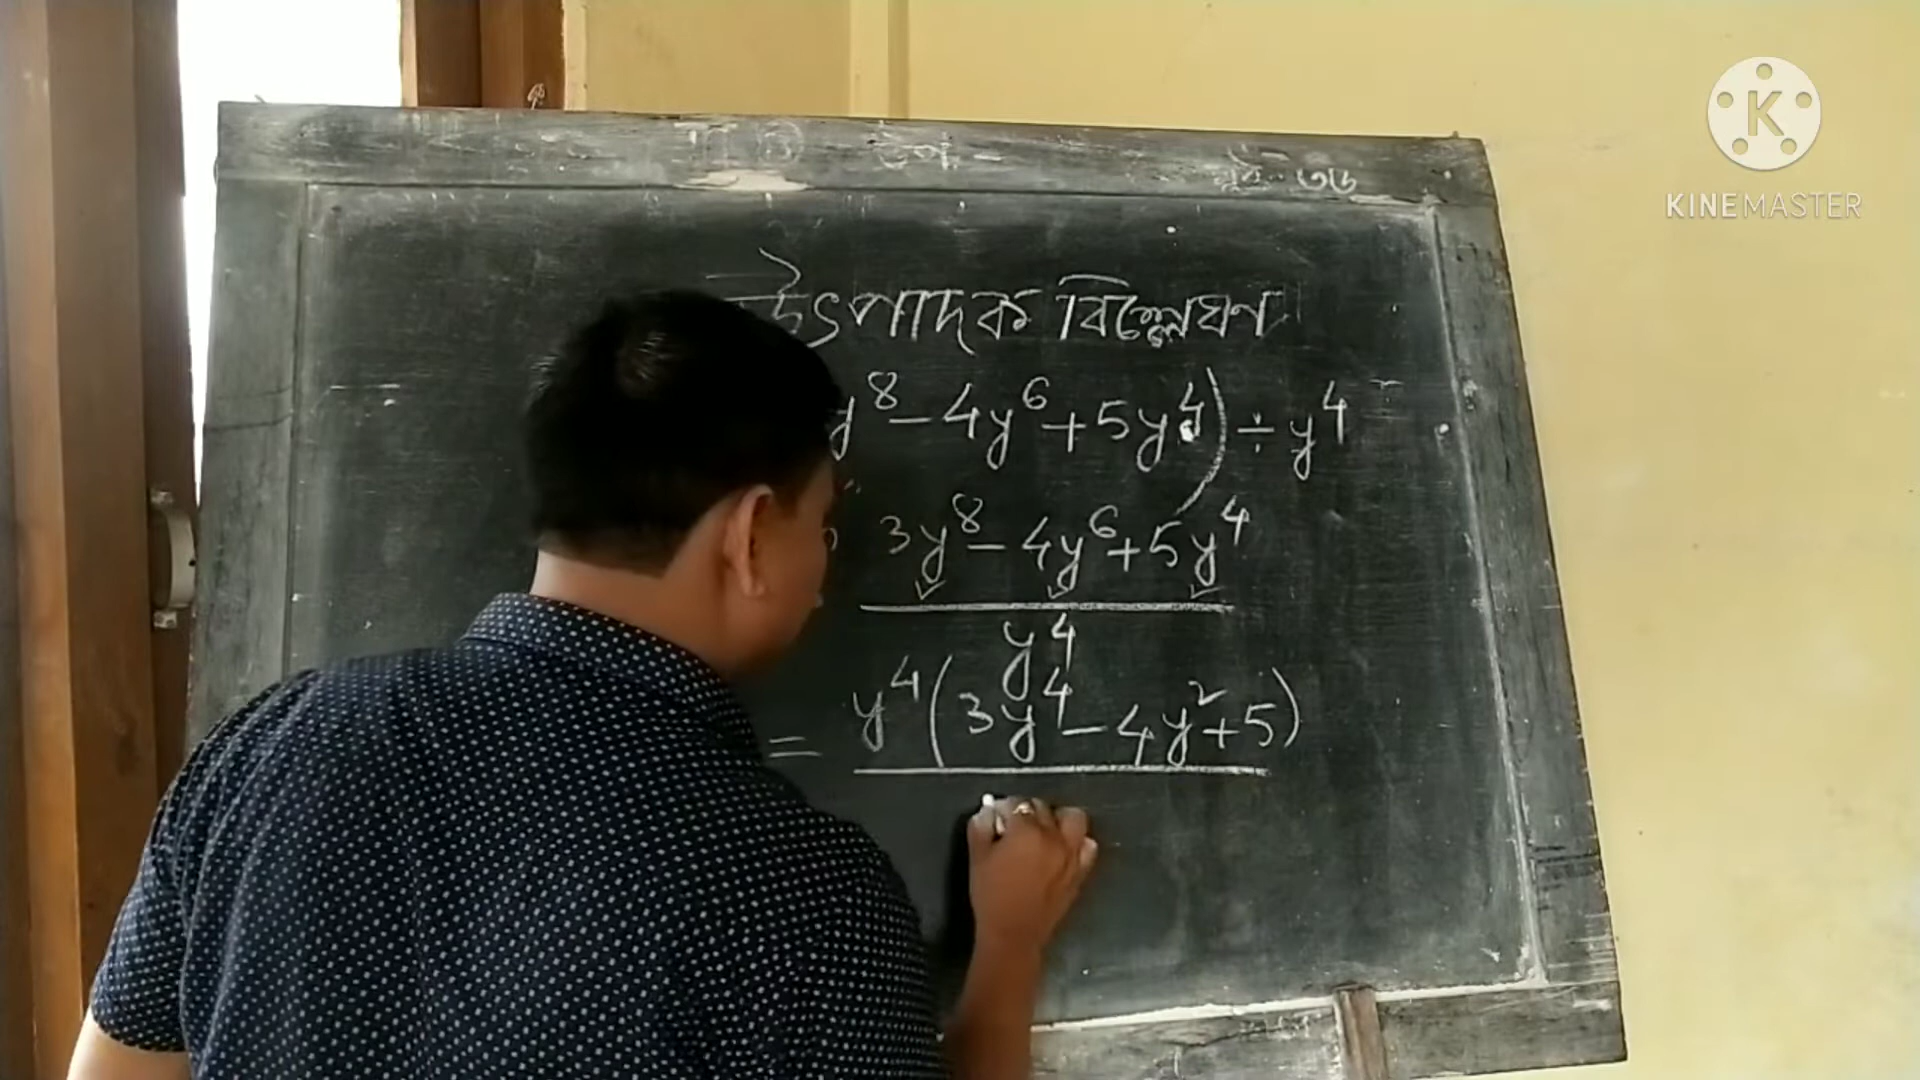 KINEMASTER
উৎপাদক বিশ্লেষণ
y⁸ - 4y⁶ + 5y⁴) ÷ y⁴
3y⁸ - 4y⁶ + 5y⁴
y⁴
= y⁴(3y⁴ - 4y² + 5)